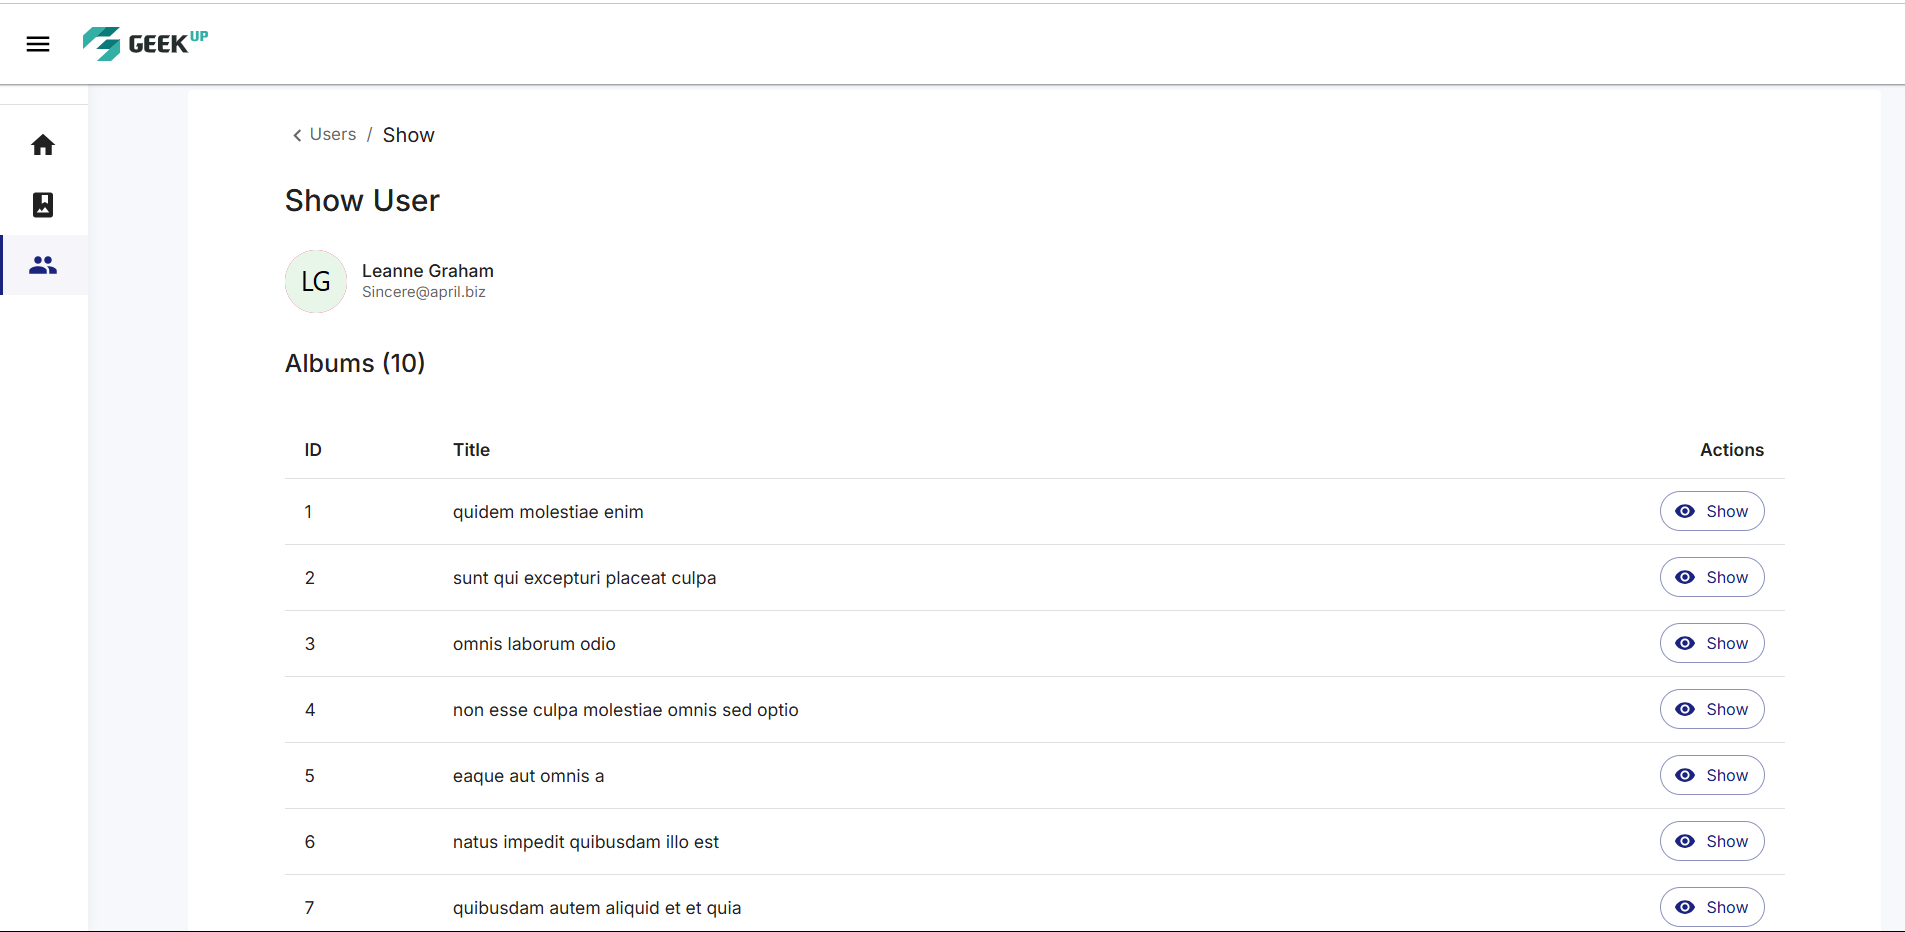 GEEK UP
Users / Show
Show User
LG
Leanne Graham
Sincere@april.biz
Albums (10)
ID Title Actions
1 quidem molestiae enim Show
2 sunt qui excepturi placeat culpa Show
3 omnis laborum odio Show
4 non esse culpa molestiae omnis sed optio Show
5 eaque aut omnis a Show
6 natus impedit quibusdam illo est Show
7 quibusdam autem aliquid et et quia Show